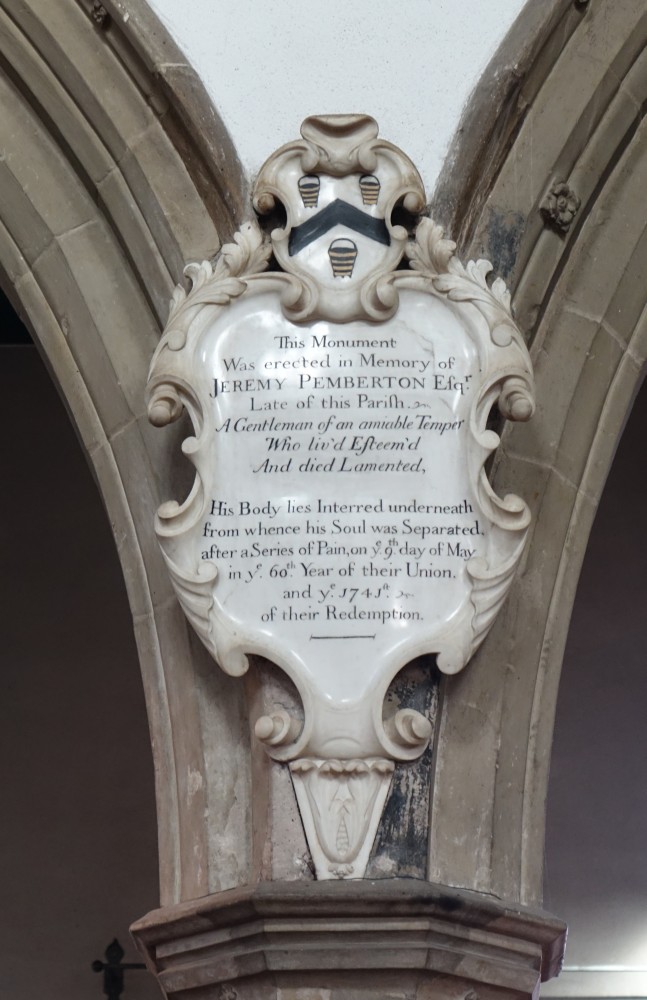 This Monument
Was erected in Memory of
JEREMY PEMBERTON Eſqr.
Late of this Pariſh.
A Gentleman of an amiable Temper
Who liv'd Eſteem'd
And died Lamented,
His Body lies Interred underneath
from whence his Soul was Separated,
after a Series of Pain, on ye. 9th. day of May
in ye. 60th. Year of their Union,
and ye. 1741ſt.
of their Redemption.